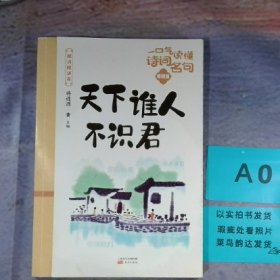 一口气读懂
诗词名句
天下谁人
不识君
A0
以实拍书发货
瑕疵处看照片
菜鸟韵达发货